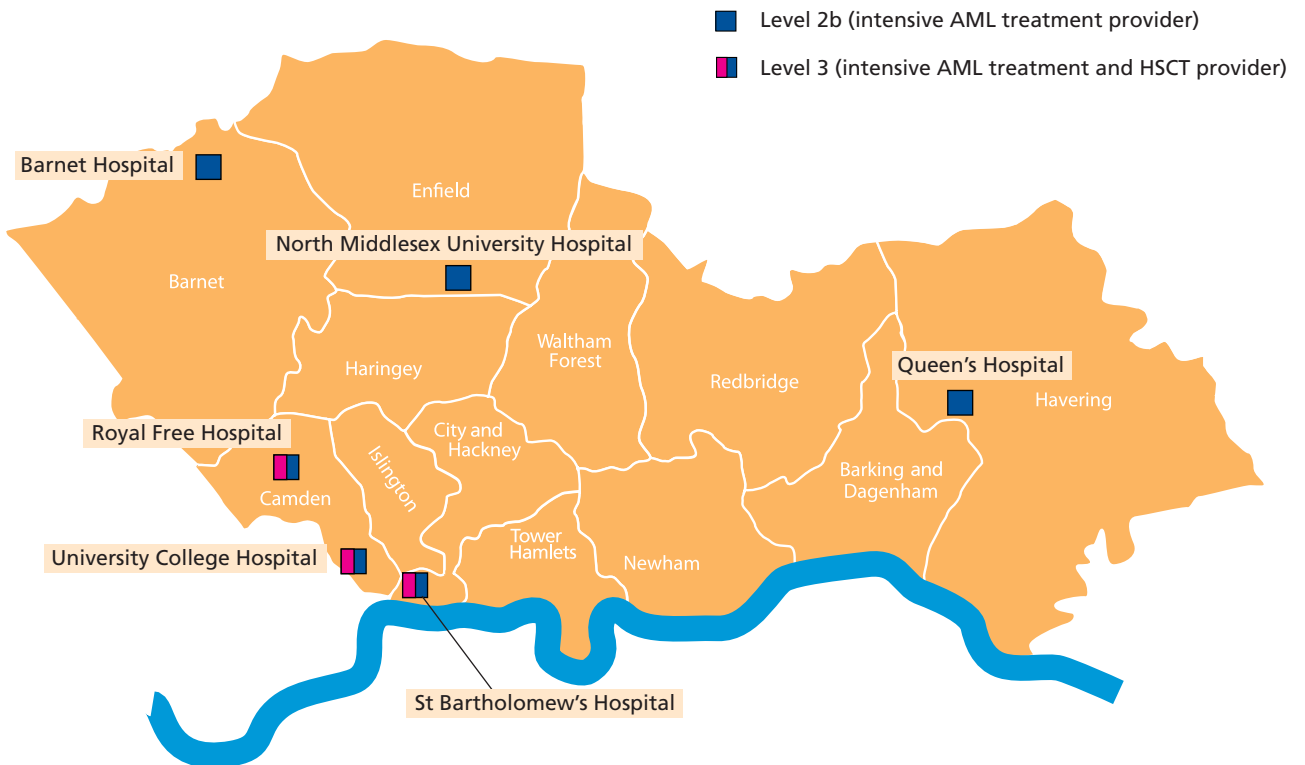 Level 2b (intensive AML treatment provider)
Level 3 (intensive AML treatment and HSCT provider)
Barnet Hospital
Enfield
North Middlesex University Hospital
Barnet
Waltham
Forest
Haringey
Queen’s Hospital
Redbridge
Havering
Royal Free Hospital
City and
Hackney
Islington
Barking and
Dagenham
Camden
Tower
Hamlets
University College Hospital
Newham
St Bartholomew's Hospital